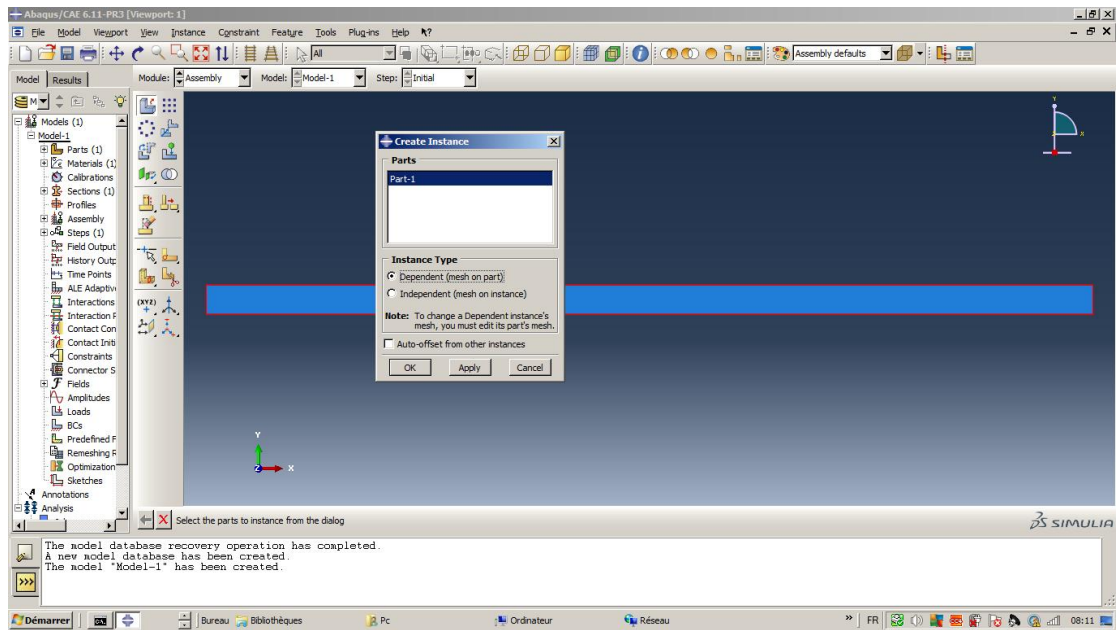 Abaqus/CAE 6.11-PR3 [Viewport: 1]
File Model Viewport View Instance Constraint Feature Tools Plug-ins Help
All
Assembly defaults
Model Results
Module: Assembly Model: Model-1 Step: Initial
M
Models (1)
Model-1
Parts (1)
Materials (1)
Calibrations
Sections (1)
Profiles
Assembly
Steps (1)
Field Output
History Outp
Time Points
ALE Adaptiv
Interactions
Interaction P
Contact Con
Contact Initi
Constraints
Connector S
Fields
Amplitudes
Loads
BCs
Predefined F
Remeshing R
Optimization
Sketches
Annotations
Analysis
(XYZ)
Create Instance
Parts
Part-1
Instance Type
Dependent (mesh on part)
Independent (mesh on instance)
Note: To change a Dependent instance's
mesh, you must edit its part's mesh.
Auto-offset from other instances
OK Apply Cancel
Y
X
Y
Z X
Select the parts to instance from the dialog
SIMULIA
The model database recovery operation has completed.
A new model database has been created.
The model "Model-1" has been created.
>>>
Démarrer Bureau Bibliothèques Pc Ordinateur Réseau » FR 08:11